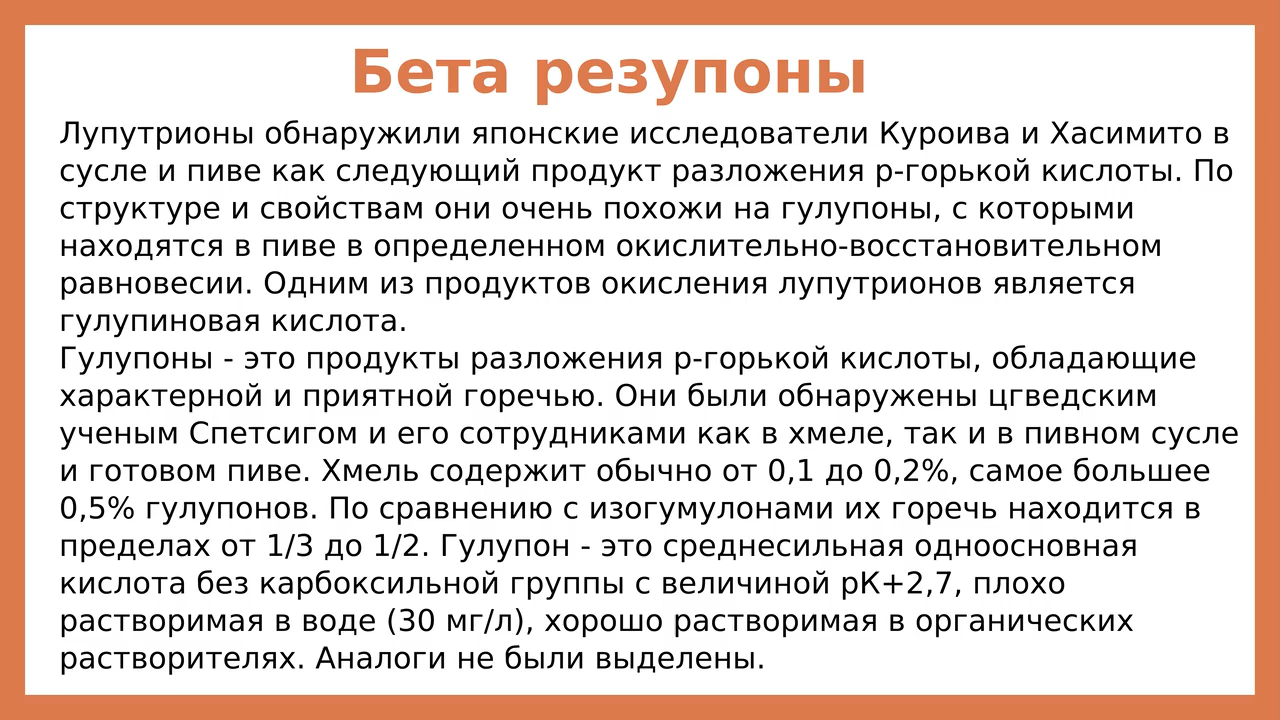 Бета резупоны
Лупутрионы обнаружили японские исследователи Куроива и Хасимито в
сусле и пиве как следующий продукт разложения р-горькой кислоты. По
структуре и свойствам они очень похожи на гулупоны, с которыми
находятся в пиве в определенном окислительно-восстановительном
равновесии. Одним из продуктов окисления лупутрионов является
гулупиновая кислота.
Гулупоны - это продукты разложения р-горькой кислоты, обладающие
характерной и приятной горечью. Они были обнаружены цгведским
ученым Спетсигом и его сотрудниками как в хмеле, так и в пивном сусле
и готовом пиве. Хмель содержит обычно от 0,1 до 0,2%, самое большее
0,5% гулупонов. По сравнению с изогумулонами их горечь находится в
пределах от 1/3 до 1/2. Гулупон - это среднесильная одноосновная
кислота без карбоксильной группы с величиной рК+2,7, плохо
растворимая в воде (30 мг/л), хорошо растворимая в органических
растворителях. Аналоги не были выделены.